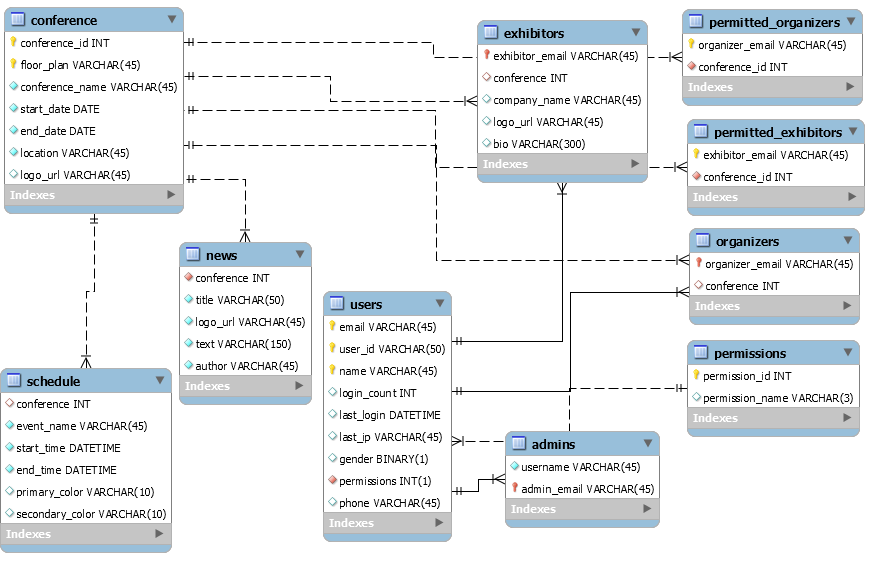 conference
conference_id INT
floor_plan VARCHAR(45)
conference_name VARCHAR(45)
start_date DATE
end_date DATE
location VARCHAR(45)
logo_url VARCHAR(45)
Indexes
exhibitors
exhibitor_email VARCHAR(45)
conference INT
company_name VARCHAR(45)
logo_url VARCHAR(45)
bio VARCHAR(300)
Indexes
permitted_organizers
organizer_email VARCHAR(45)
conference_id INT
Indexes
permitted_exhibitors
exhibitor_email VARCHAR(45)
conference_id INT
Indexes
organizers
organizer_email VARCHAR(45)
conference INT
Indexes
news
conference INT
title VARCHAR(50)
logo_url VARCHAR(45)
text VARCHAR(150)
author VARCHAR(45)
Indexes
users
email VARCHAR(45)
user_id VARCHAR(50)
name VARCHAR(45)
login_count INT
last_login DATETIME
last_ip VARCHAR(45)
gender BINARY(1)
permissions INT(1)
phone VARCHAR(45)
Indexes
permissions
permission_id INT
permission_name VARCHAR(3)
Indexes
schedule
conference INT
event_name VARCHAR(45)
start_time DATETIME
end_time DATETIME
primary_color VARCHAR(10)
secondary_color VARCHAR(10)
Indexes
admins
username VARCHAR(45)
admin_email VARCHAR(45)
Indexes